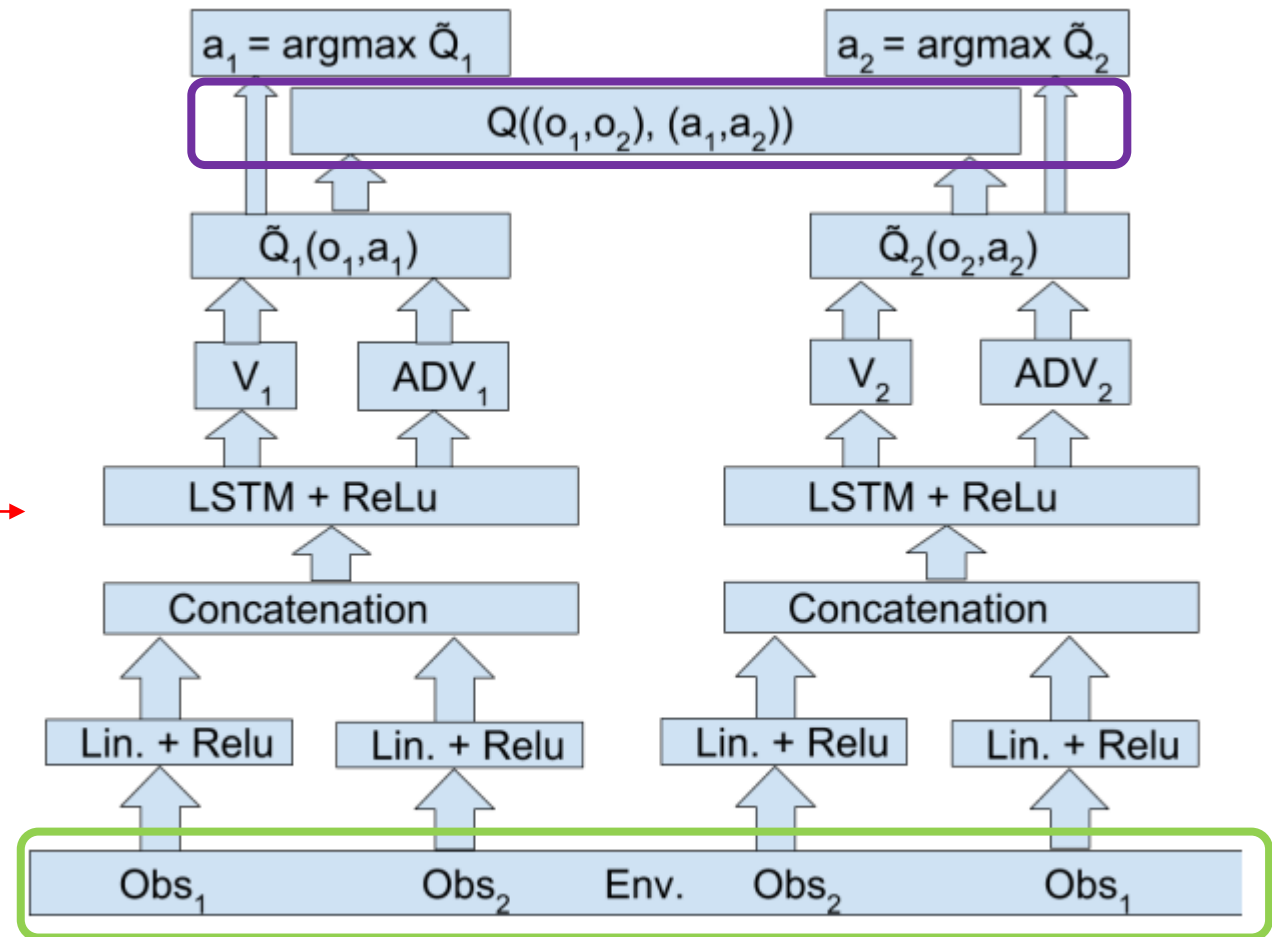 a₁ = argmax Q̃₁ a₂ = argmax Q̃₂
Q((o₁,o₂), (a₁,a₂))
Q̃₁(o₁,a₁) Q̃₂(o₂,a₂)
V₁ ADV₁ V₂ ADV₂
LSTM + ReLu LSTM + ReLu
Concatenation Concatenation
Lin. + Relu Lin. + Relu Lin. + Relu Lin. + Relu
Obs₁ Obs₂ Env. Obs₂ Obs₁